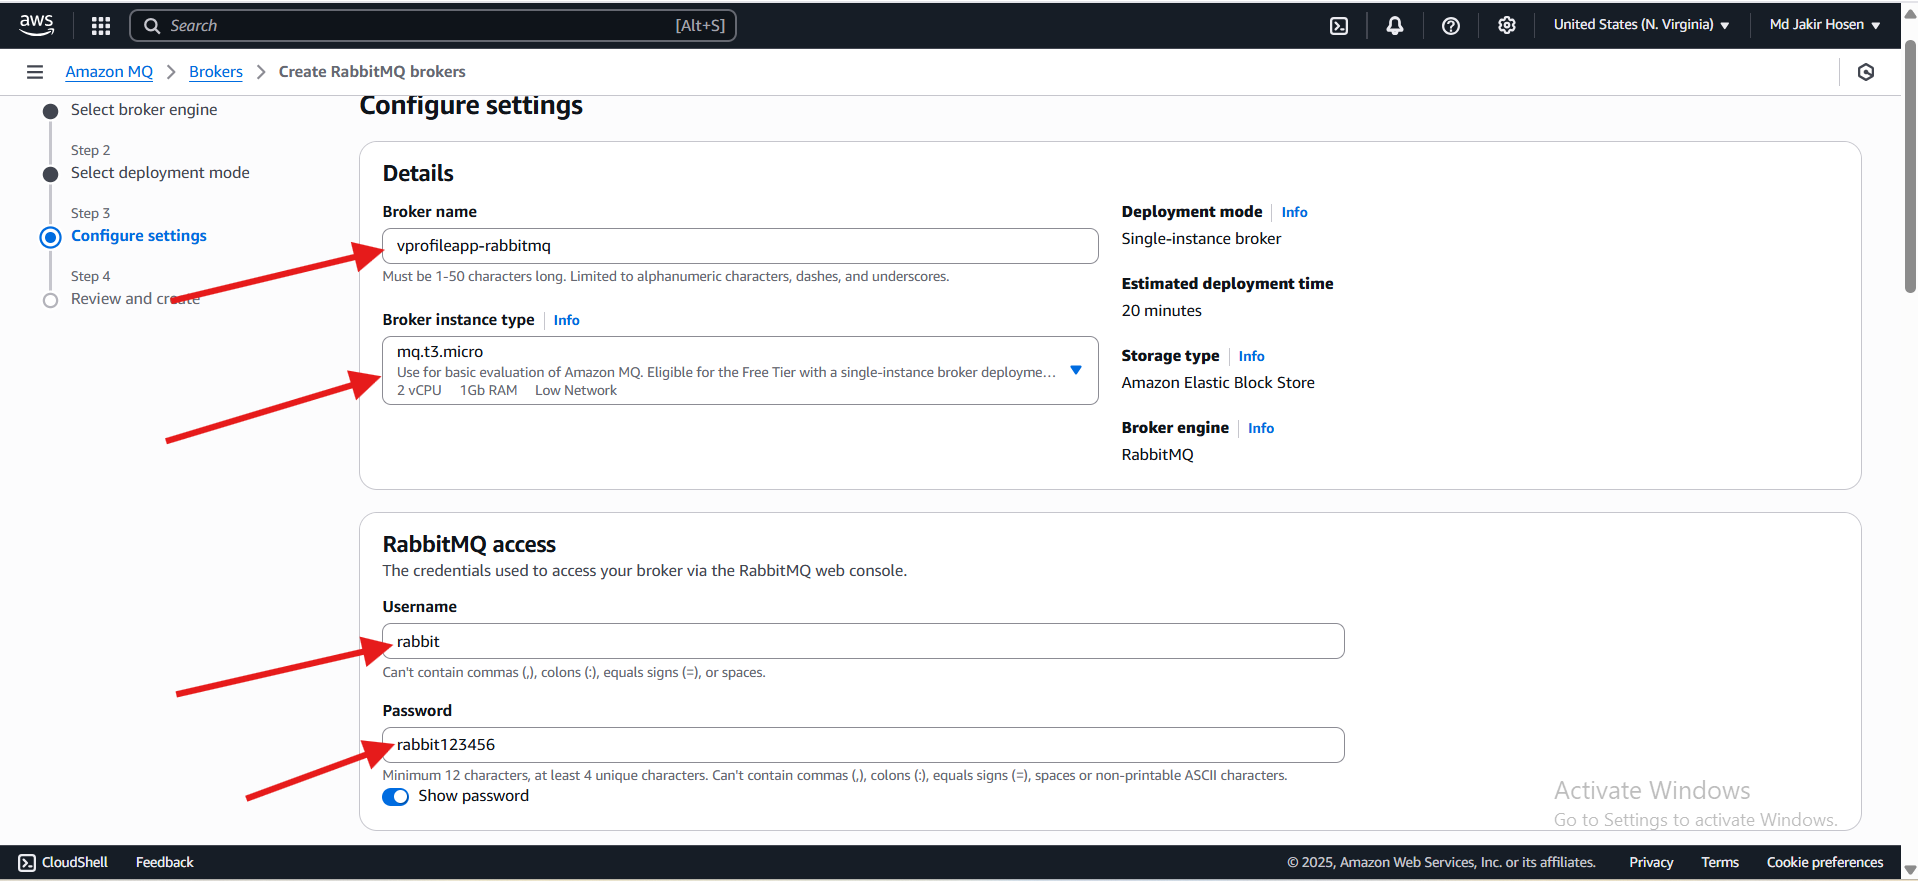 aws
Search
[Alt+S]
United States (N. Virginia)
Md Jakir Hosen
Amazon MQ
Brokers
Create RabbitMQ brokers
Select broker engine
Step 2
Select deployment mode
Step 3
Configure settings
Step 4
Review and create
Configure settings
Details
Broker name
vprofileapp-rabbitmq
Must be 1-50 characters long. Limited to alphanumeric characters, dashes, and underscores.
Broker instance type
Info
mq.t3.micro
Use for basic evaluation of Amazon MQ. Eligible for the Free Tier with a single-instance broker deployme...
2 vCPU 1Gb RAM Low Network
Deployment mode
Info
Single-instance broker
Estimated deployment time
20 minutes
Storage type
Info
Amazon Elastic Block Store
Broker engine
Info
RabbitMQ
RabbitMQ access
The credentials used to access your broker via the RabbitMQ web console.
Username
rabbit
Can't contain commas (,), colons (:), equals signs (=), or spaces.
Password
rabbit123456
Minimum 12 characters, at least 4 unique characters. Can't contain commas (,), colons (:), equals signs (=), spaces or non-printable ASCII characters.
Show password
Activate Windows
Go to Settings to activate Windows.
CloudShell
Feedback
© 2025, Amazon Web Services, Inc. or its affiliates.
Privacy
Terms
Cookie preferences